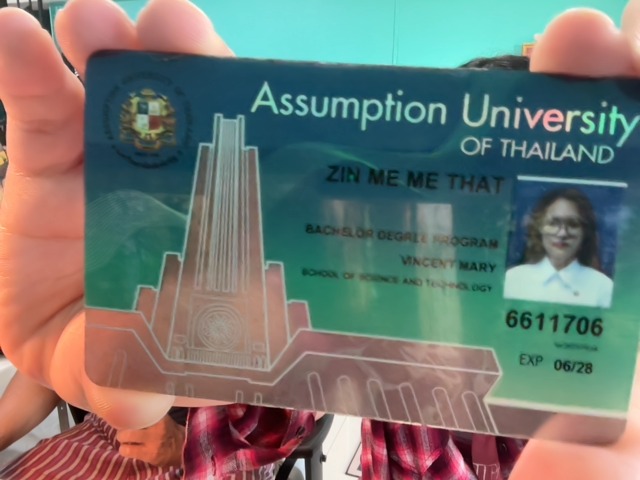 Assumption University
OF THAILAND
ZIN ME ME THAT
BACHELOR DEGREE PROGRAM
VINCENT MARY
SCHOOL OF SCIENCE AND TECHNOLOGY
6611706
EXP 06/28